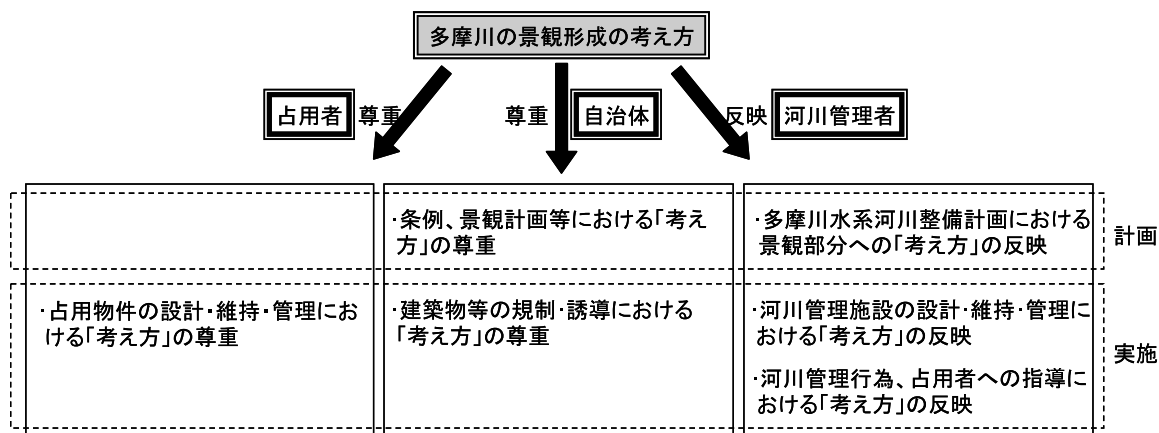 多摩川の景観形成の考え方
占用者
尊重
尊重
自治体
反映
河川管理者
・条例、景観計画等における「考え
方」の尊重
・多摩川水系河川整備計画における
景観部分への「考え方」の反映
計画
・占用物件の設計・維持・管理にお
ける「考え方」の尊重
・建築物等の規制・誘導における
「考え方」の尊重
・河川管理施設の設計・維持・管理に
おける「考え方」の反映
・河川管理行為、占用者への指導に
おける「考え方」の反映
実施